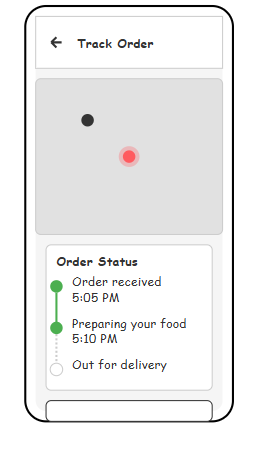 Track Order
Order Status
Order received
5:05 PM
Preparing your food
5:10 PM
Out for delivery